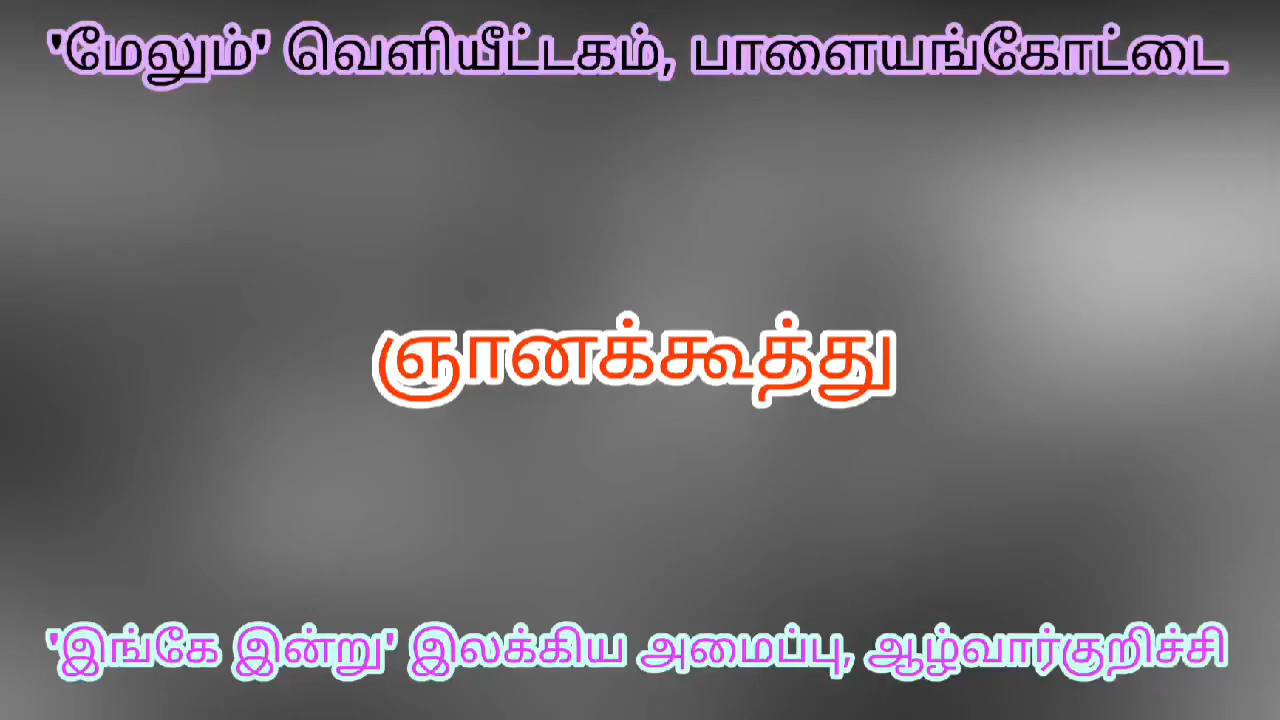 'மேலும்' வெளியீட்டகம், பாளையங்கோட்டை
ஞானக்கூத்து
'இங்கே இன்று' இலக்கிய அமைப்பு, ஆழ்வார்குறிச்சி